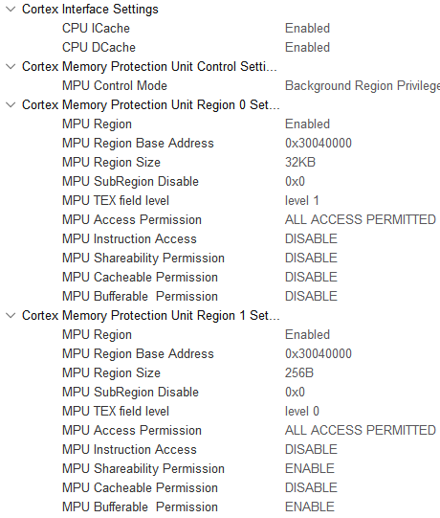 Cortex Interface Settings
CPU ICache Enabled
CPU DCache Enabled
Cortex Memory Protection Unit Control Setti...
MPU Control Mode Background Region Privilege
Cortex Memory Protection Unit Region 0 Set...
MPU Region Enabled
MPU Region Base Address 0x30040000
MPU Region Size 32KB
MPU SubRegion Disable 0x0
MPU TEX field level level 1
MPU Access Permission ALL ACCESS PERMITTED
MPU Instruction Access DISABLE
MPU Shareability Permission DISABLE
MPU Cacheable Permission DISABLE
MPU Bufferable Permission DISABLE
Cortex Memory Protection Unit Region 1 Set...
MPU Region Enabled
MPU Region Base Address 0x30040000
MPU Region Size 256B
MPU SubRegion Disable 0x0
MPU TEX field level level 0
MPU Access Permission ALL ACCESS PERMITTED
MPU Instruction Access DISABLE
MPU Shareability Permission ENABLE
MPU Cacheable Permission DISABLE
MPU Bufferable Permission ENABLE